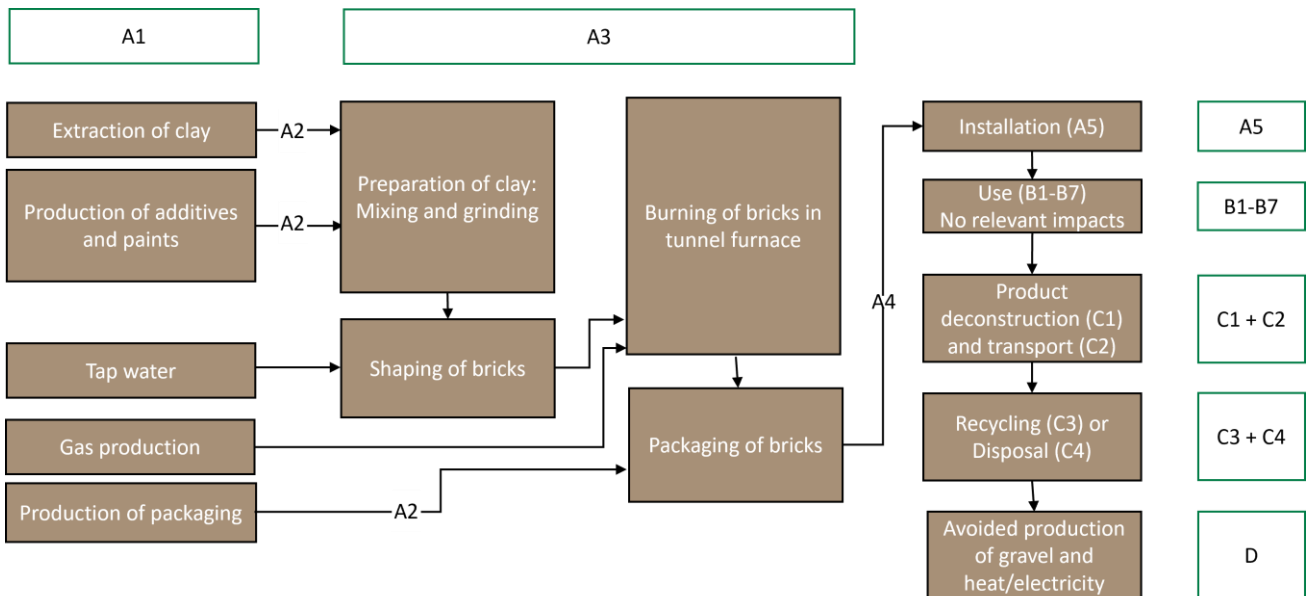 A1
A3
Extraction of clay
A2
Production of additives
and paints
A2
Tap water
Gas production
Production of packaging
A2
Preparation of clay:
Mixing and grinding
Shaping of bricks
Burning of bricks in
tunnel furnace
Packaging of bricks
A4
Installation (A5)
A5
Use (B1-B7)
No relevant impacts
B1-B7
Product
deconstruction (C1)
and transport (C2)
C1 + C2
Recycling (C3) or
Disposal (C4)
C3 + C4
Avoided production
of gravel and
heat/electricity
D